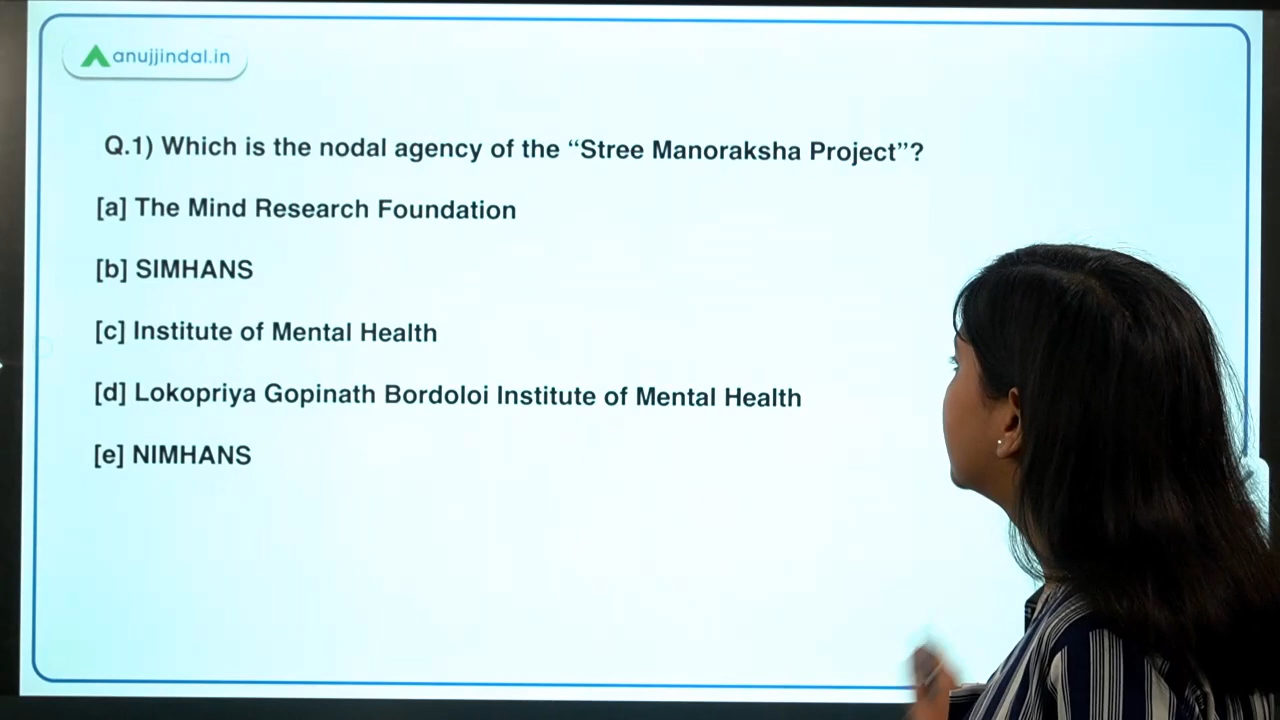 anujjindal.in
Q.1) Which is the nodal agency of the “Stree Manoraksha Project”?
[a] The Mind Research Foundation
[b] SIMHANS
[c] Institute of Mental Health
[d] Lokopriya Gopinath Bordoloi Institute of Mental Health
[e] NIMHANS